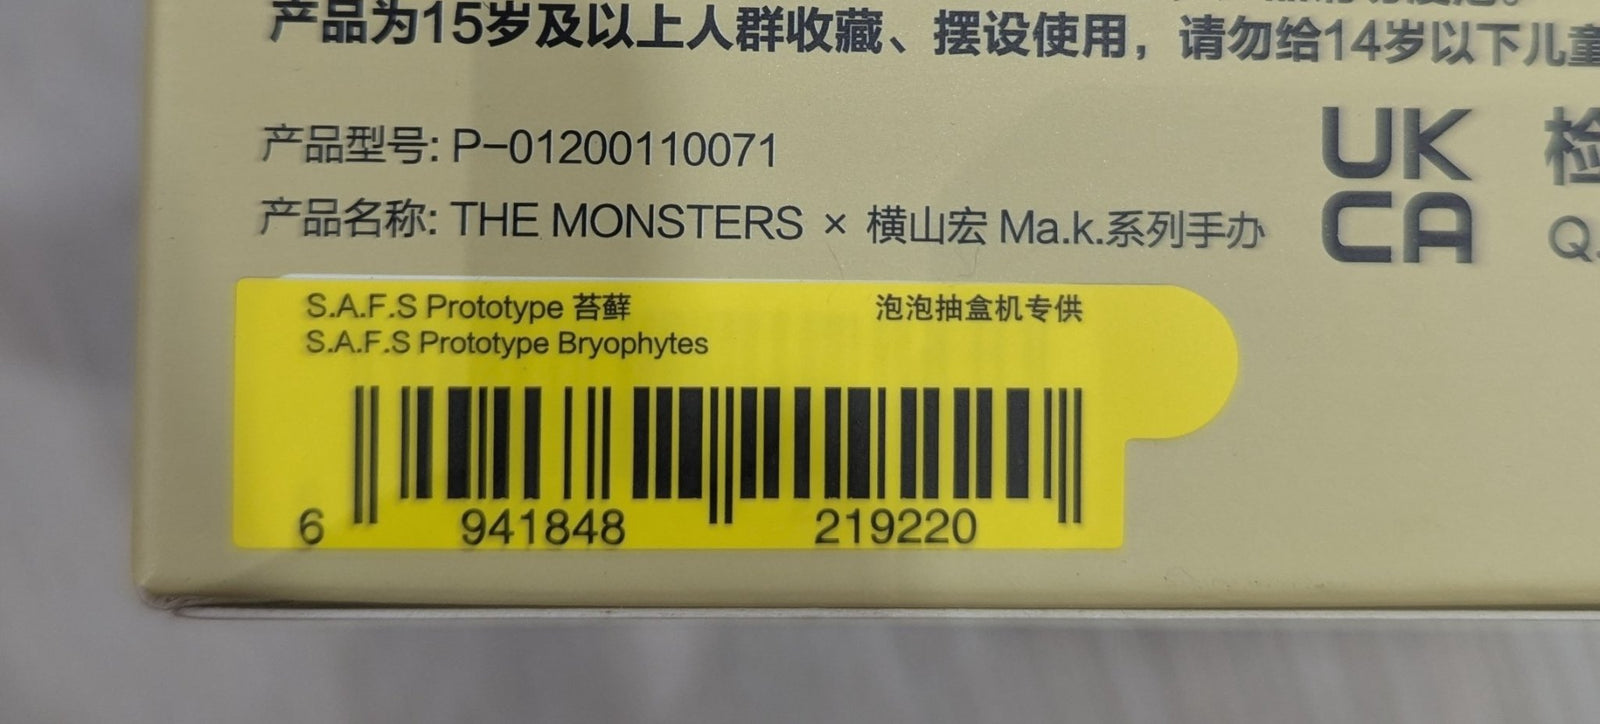 产品为15岁及以上人群收藏、摆设使用，请勿给14岁以下儿童
产品型号: P-01200110071
产品名称: THE MONSTERS × 横山宏 Ma.k.系列手办
UK
CA
检
Q.
S.A.F.S Prototype 苔藓
泡泡抽盒机专供
S.A.F.S Prototype Bryophytes
6 941848 219220